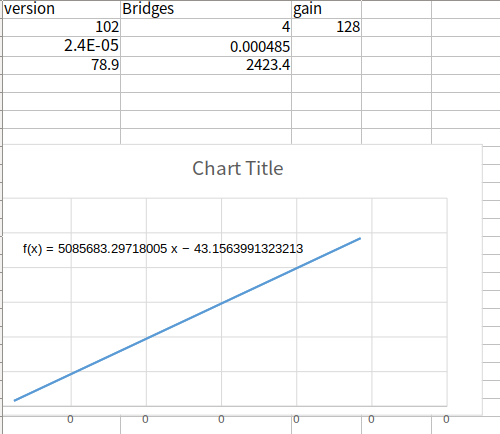 version Bridges gain
102 4 128
2.4E-05 0.000485
78.9 2423.4
Chart Title
f(x) = 5085683.29718005 x − 43.1563991323213
0 0 0 0 0 0